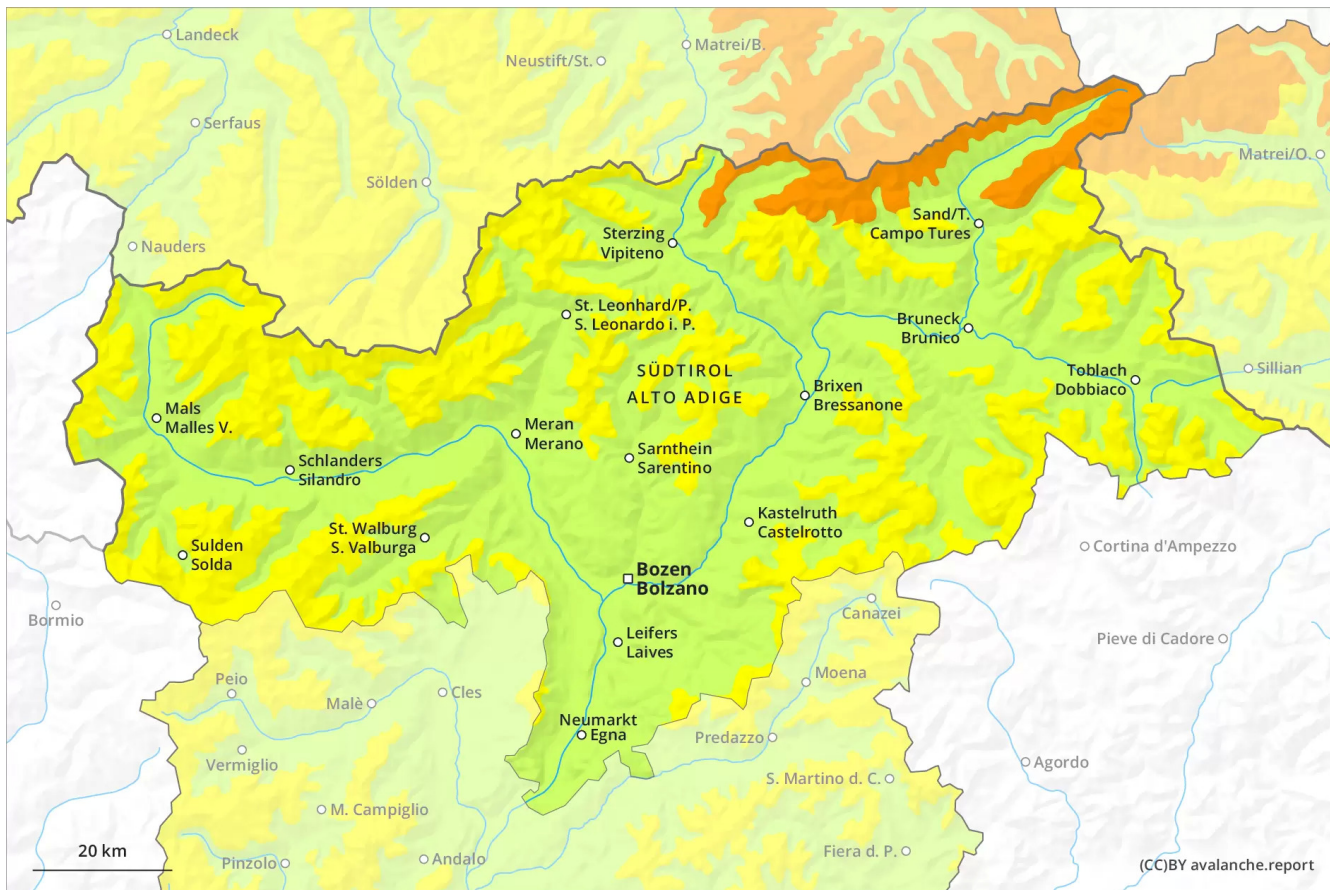 Landeck
Matrei/B.
Neustift/St.
Serfaus
Matrei/O.
Sölden
Sand/T.
Campo Tures
Sterzing
Vipiteno
Nauders
St. Leonhard/P.
S. Leonardo i. P.
Bruneck
Brunico
SÜDTIROL
ALTO ADIGE
Toblach
Dobbiaco
Sillian
Brixen
Bressanone
Mals
Malles V.
Meran
Merano
Sarnthein
Sarentino
Schlanders
Silandro
Kastelruth
Castelrotto
St. Walburg
S. Valburga
Sulden
Solda
Cortina d'Ampezzo
Bozen
Bolzano
Bormio
Canazei
Leifers
Laives
Pieve di Cadore
Moena
Peio
Malè
Cles
Neumarkt
Egna
Predazzo
Vermiglio
Agordo
S. Martino d. C.
M. Campiglio
20 km
Pinzolo
Andalo
Fiera d. P.
(CC)BY avalanche.report